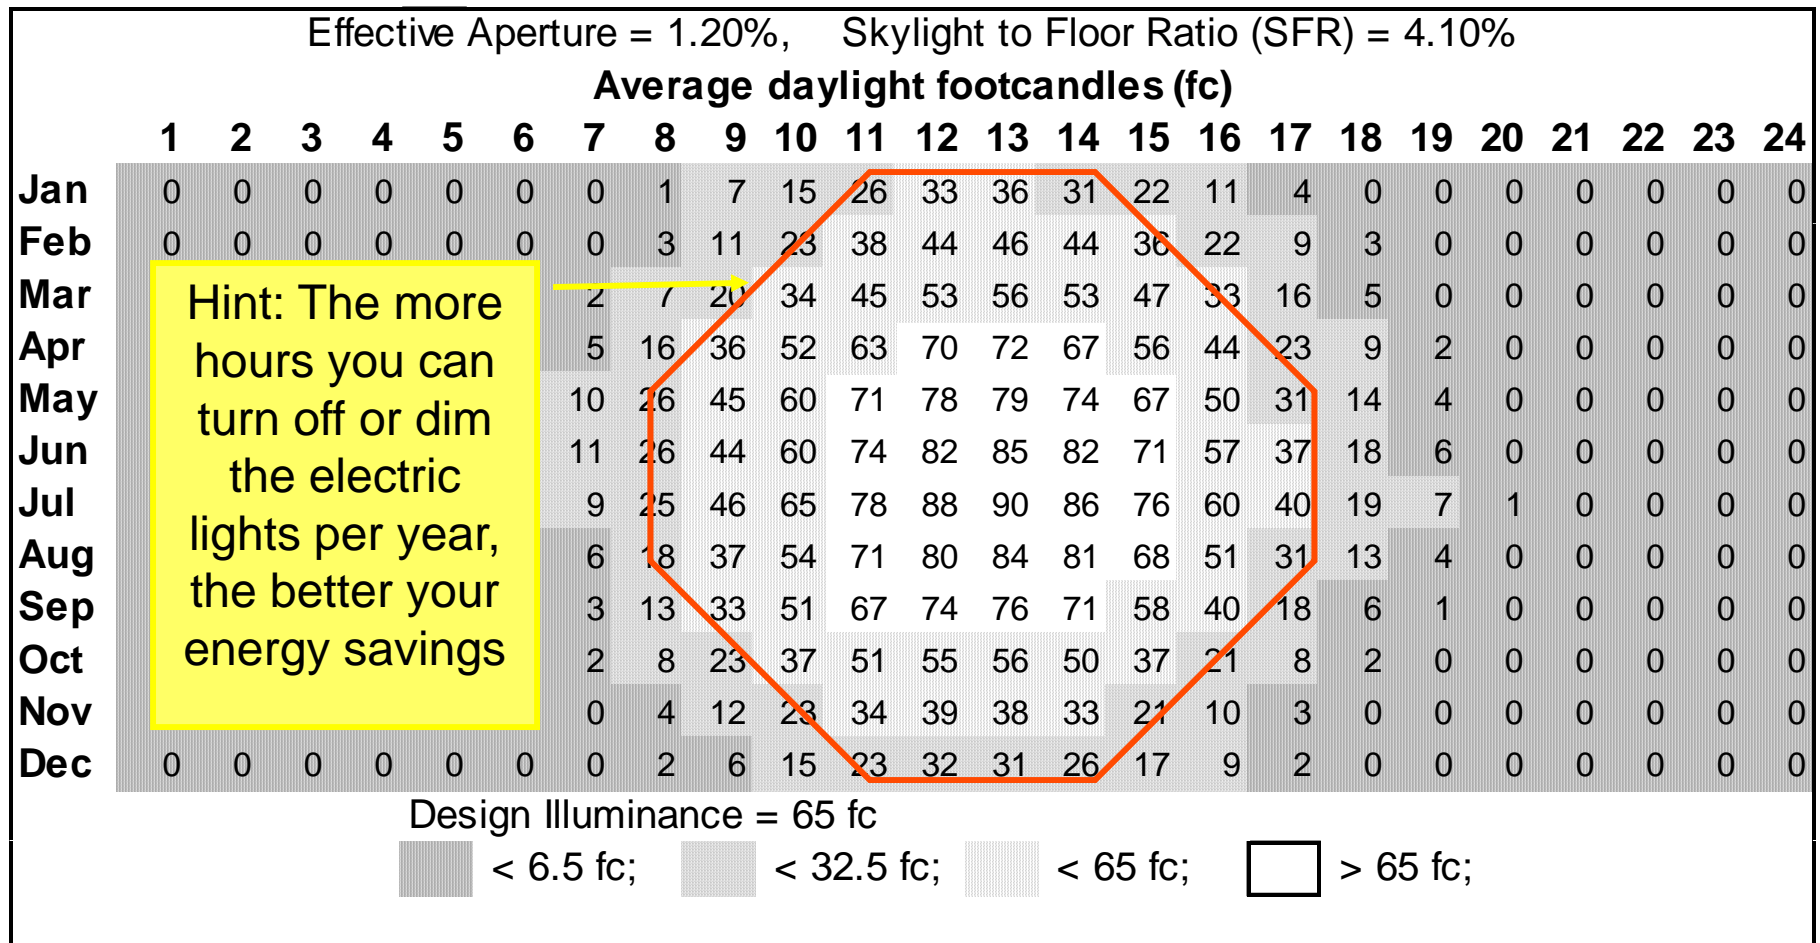 Effective Aperture = 1.20%, Skylight to Floor Ratio (SFR) = 4.10%
Average daylight footcandles (fc)
1 2 3 4 5 6 7 8 9 10 11 12 13 14 15 16 17 18 19 20 21 22 23 24
Jan 0 0 0 0 0 0 0 1 7 15 26 33 36 31 22 11 4 0 0 0 0 0 0 0
Feb 0 0 0 0 0 0 0 3 11 23 38 44 46 44 36 22 9 3 0 0 0 0 0 0
Mar 2 7 20 34 45 53 56 53 47 33 16 5 0 0 0 0 0 0
Apr 5 16 36 52 63 70 72 67 56 44 23 9 2 0 0 0 0 0
May 10 26 45 60 71 78 79 74 67 50 31 14 4 0 0 0 0 0
Jun 11 26 44 60 74 82 85 82 71 57 37 18 6 0 0 0 0 0
Jul 9 25 46 65 78 88 90 86 76 60 40 19 7 1 0 0 0 0
Aug 6 18 37 54 71 80 84 81 68 51 31 13 4 0 0 0 0 0
Sep 3 13 33 51 67 74 76 71 58 40 18 6 1 0 0 0 0 0
Oct 2 8 23 37 51 55 56 50 37 21 8 2 0 0 0 0 0 0
Nov 0 4 12 23 34 39 38 33 21 10 3 0 0 0 0 0 0 0
Dec 0 0 0 0 0 0 0 2 6 15 23 32 31 26 17 9 2 0 0 0 0 0 0 0
Hint: The more
hours you can
turn off or dim
the electric
lights per year,
the better your
energy savings
Design Illuminance = 65 fc
< 6.5 fc; < 32.5 fc; < 65 fc; > 65 fc;